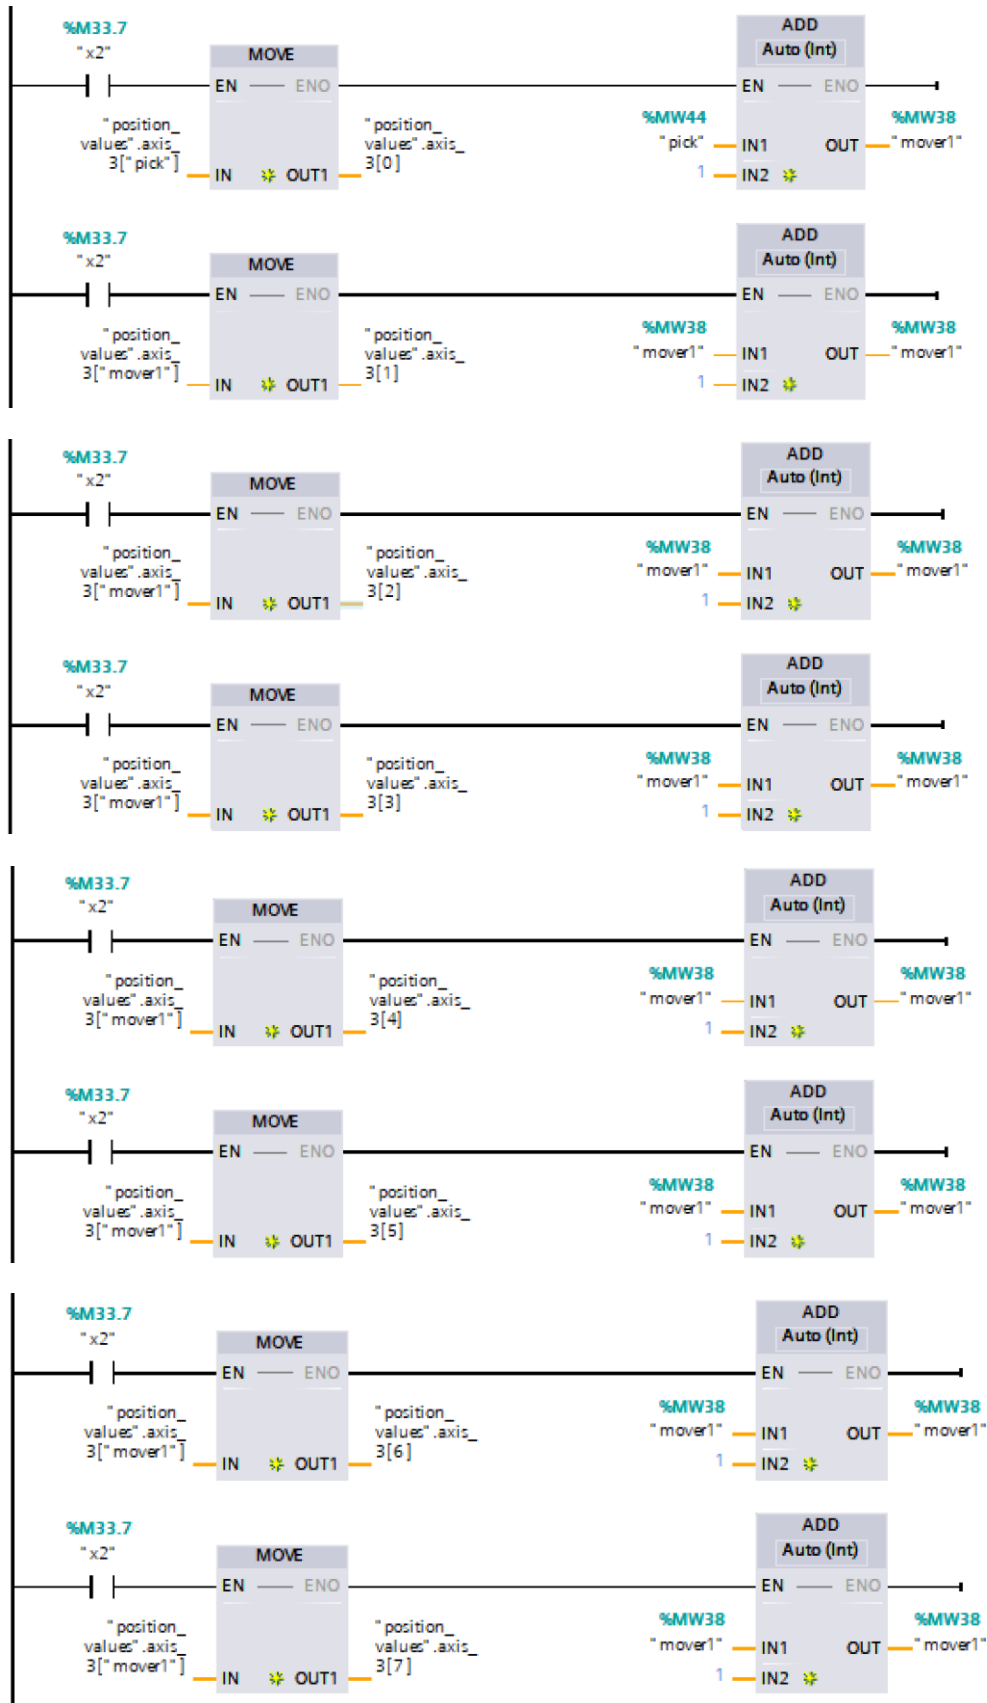 %M33.7
"x2"
MOVE
EN ENO
"position_
values".axis_
3["pick"]
IN OUT1
"position_
values".axis_
3[0]
ADD
Auto (Int)
EN ENO
%MW44
"pick"
IN1
1
IN2
OUT
%MW38
"mover1"
%M33.7
"x2"
MOVE
EN ENO
"position_
values".axis_
3["mover1"]
IN OUT1
"position_
values".axis_
3[1]
ADD
Auto (Int)
EN ENO
%MW38
"mover1"
IN1
1
IN2
OUT
%MW38
"mover1"
%M33.7
"x2"
MOVE
EN ENO
"position_
values".axis_
3["mover1"]
IN OUT1
"position_
values".axis_
3[2]
ADD
Auto (Int)
EN ENO
%MW38
"mover1"
IN1
1
IN2
OUT
%MW38
"mover1"
%M33.7
"x2"
MOVE
EN ENO
"position_
values".axis_
3["mover1"]
IN OUT1
"position_
values".axis_
3[3]
ADD
Auto (Int)
EN ENO
%MW38
"mover1"
IN1
1
IN2
OUT
%MW38
"mover1"
%M33.7
"x2"
MOVE
EN ENO
"position_
values".axis_
3["mover1"]
IN OUT1
"position_
values".axis_
3[4]
ADD
Auto (Int)
EN ENO
%MW38
"mover1"
IN1
1
IN2
OUT
%MW38
"mover1"
%M33.7
"x2"
MOVE
EN ENO
"position_
values".axis_
3["mover1"]
IN OUT1
"position_
values".axis_
3[5]
ADD
Auto (Int)
EN ENO
%MW38
"mover1"
IN1
1
IN2
OUT
%MW38
"mover1"
%M33.7
"x2"
MOVE
EN ENO
"position_
values".axis_
3["mover1"]
IN OUT1
"position_
values".axis_
3[6]
ADD
Auto (Int)
EN ENO
%MW38
"mover1"
IN1
1
IN2
OUT
%MW38
"mover1"
%M33.7
"x2"
MOVE
EN ENO
"position_
values".axis_
3["mover1"]
IN OUT1
"position_
values".axis_
3[7]
ADD
Auto (Int)
EN ENO
%MW38
"mover1"
IN1
1
IN2
OUT
%MW38
"mover1"